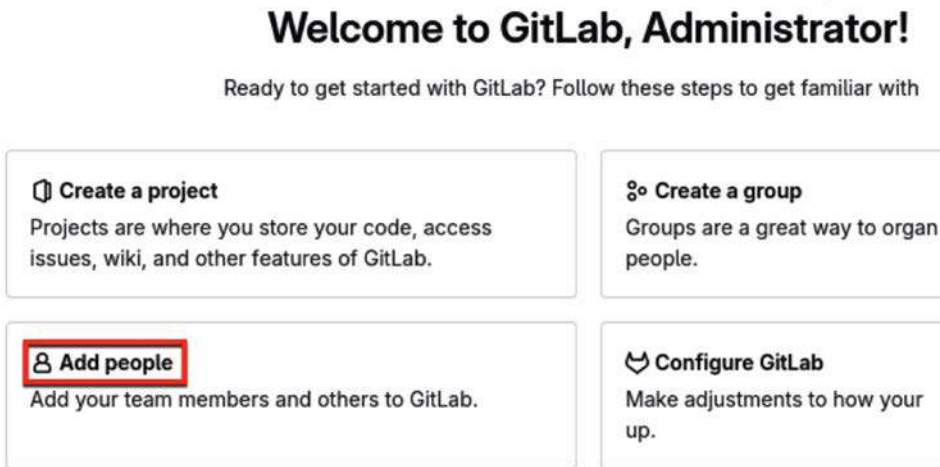 Welcome to GitLab, Administrator!
Ready to get started with GitLab? Follow these steps to get familiar with
Create a project
Projects are where you store your code, access
issues, wiki, and other features of GitLab.
Create a group
Groups are a great way to organ
people.
Add people
Add your team members and others to GitLab.
Configure GitLab
Make adjustments to how your
up.